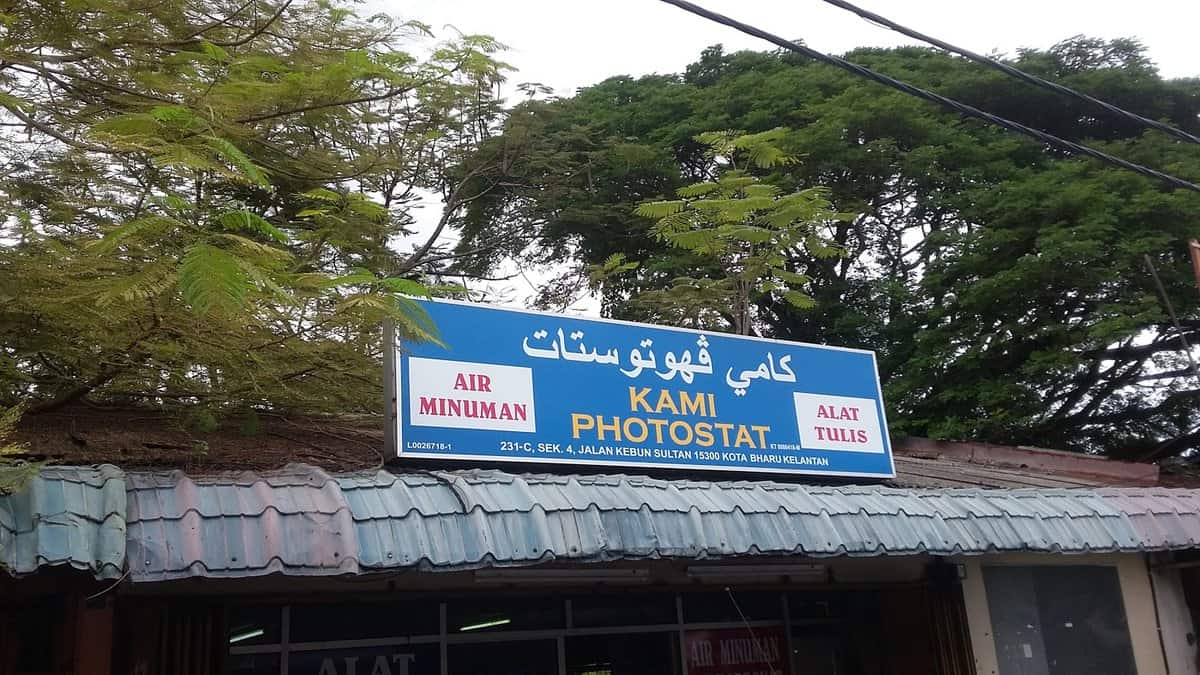 كامي ڤهوتوستات
KAMI
PHOTOSTAT
AIR
MINUMAN
ALAT
TULIS
L0026718-1
231-C, SEK. 4, JALAN KEBUN SULTAN 15300 KOTA BHARU KELANTAN
ALAT
AIR MINUMAN